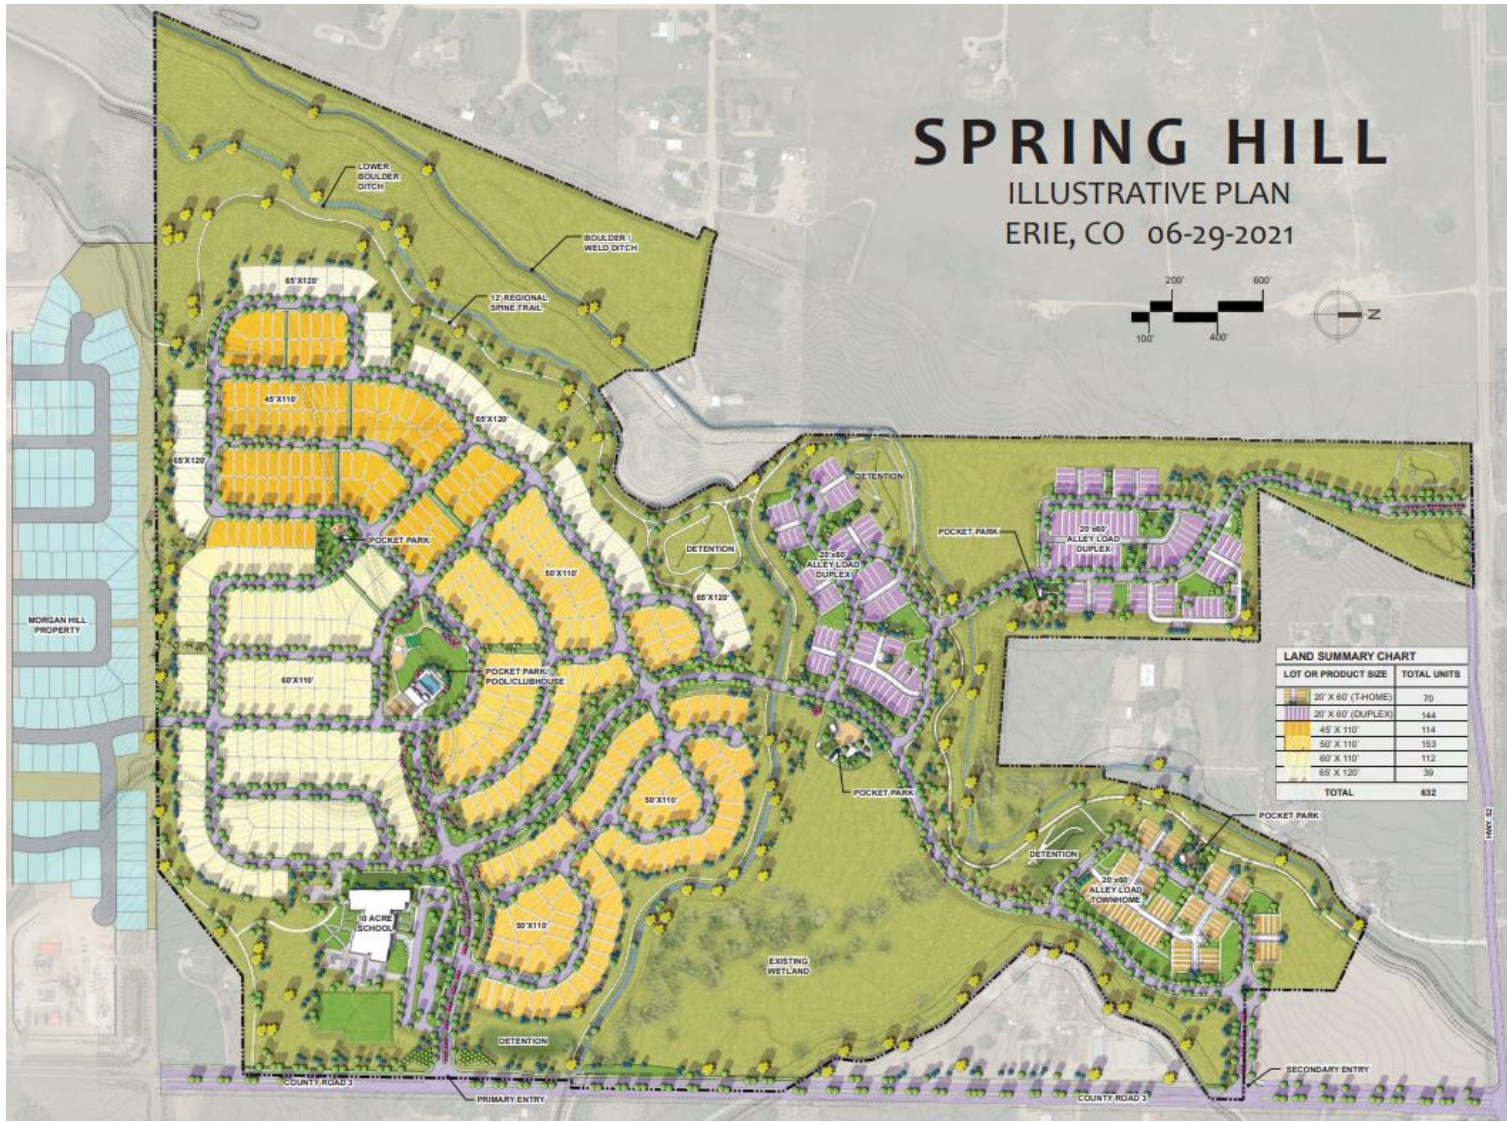 SPRING HILL
ILLUSTRATIVE PLAN
ERIE, CO 06-29-2021
200'
600'
100'
400'
N
LOWER
BOULDER
DITCH
BOULDER /
WELD DITCH
12' REGIONAL
SPINE TRAIL
65'X120'
45'X110'
65'X120'
65'X120'
POCKET PARK
50'X110'
DETENTION
65'X120'
DETENTION
20'x60'
ALLEY LOAD
DUPLEX
POCKET PARK
20'x60'
ALLEY LOAD
DUPLEX
MORGAN HILL
PROPERTY
60'X110'
POCKET PARK/
POOL/CLUBHOUSE
LAND SUMMARY CHART
LOT OR PRODUCT SIZE TOTAL UNITS
20' X 60' (T-HOME) 70
20' X 60' (DUPLEX) 144
45' X 110' 114
50' X 110' 153
60' X 110' 112
65' X 120' 39
TOTAL 632
HWY 52
POCKET PARK
50'X110'
POCKET PARK
DETENTION
20'x60'
ALLEY LOAD
TOWNHOME
10 ACRE
SCHOOL
50'X110'
EXISTING
WETLAND
DETENTION
COUNTY ROAD 3
PRIMARY ENTRY
COUNTY ROAD 3
SECONDARY ENTRY